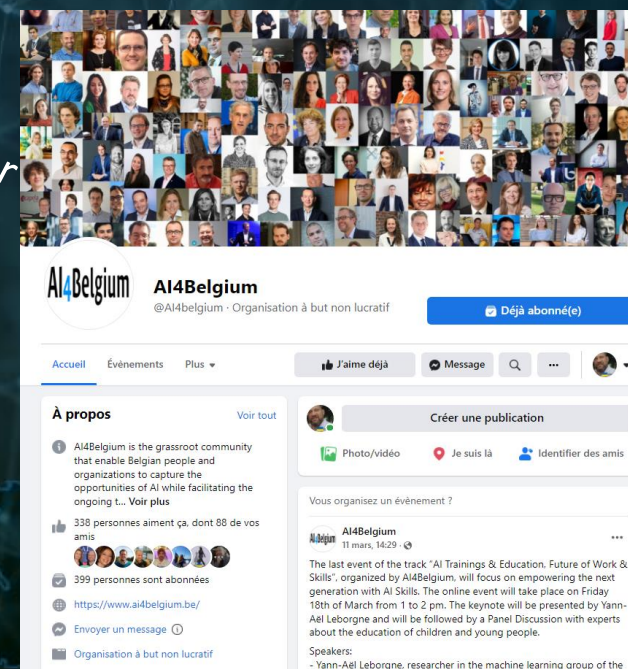 r
AI4Belgium
AI4Belgium
@AI4belgium · Organisation à but non lucratif
Déjà abonné(e)
Accueil Évènements Plus
J'aime déjà Message ...
À propos Voir tout
AI4Belgium is the grassroot community
that enable Belgian people and
organizations to capture the
opportunities of AI while facilitating the
ongoing t... Voir plus
338 personnes aiment ça, dont 88 de vos
amis
399 personnes sont abonnées
https://www.ai4belgium.be/
Envoyer un message
Organisation à but non lucratif
Créer une publication
Photo/vidéo Je suis là Identifier des amis
Vous organisez un évènement ?
AI4Belgium
AI4Belgium
11 mars, 14:29 ·
The last event of the track "AI Trainings & Education, Future of Work &
Skills", organized by AI4Belgium, will focus on empowering the next
generation with AI Skills. The online event will take place on Friday
18th of March from 1 to 2 pm. The keynote will be presented by Yann-
Aël Leborgne and will be followed by a Panel Discussion with experts
about the education of children and young people.
Speakers:
- Yann-Aël Leborgne, researcher in the machine learning group of the